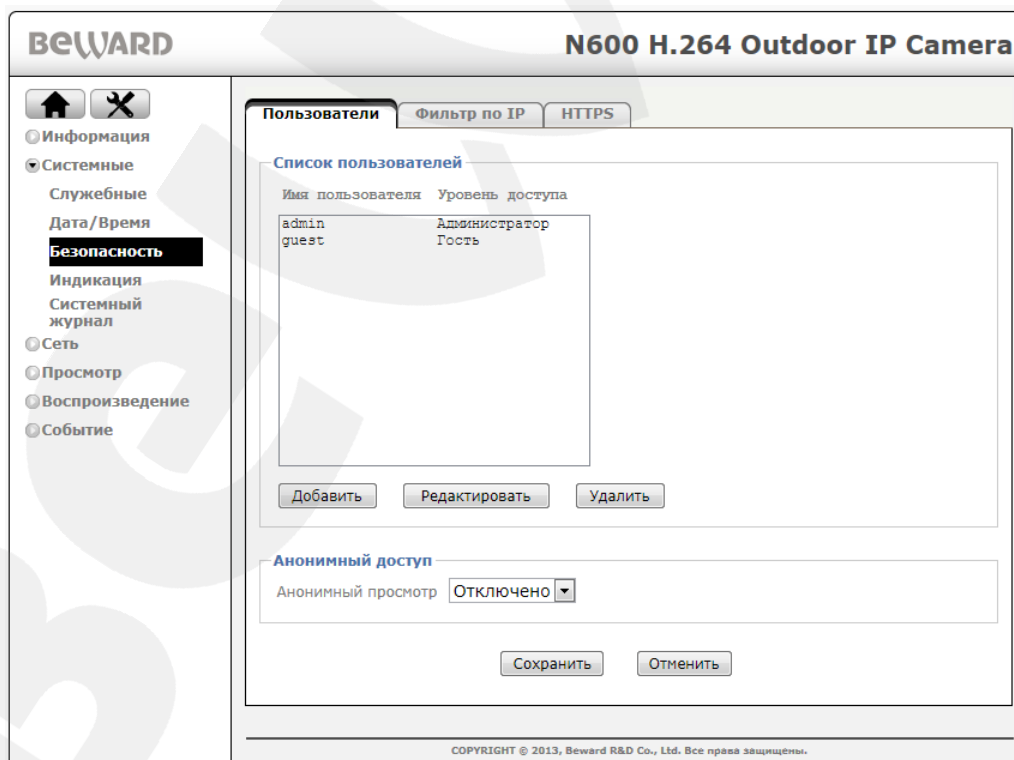 BEWARD
N600 H.264 Outdoor IP Camera
Информация
Системные
Служебные
Дата/Время
Безопасность
Индикация
Системный
журнал
Сеть
Просмотр
Воспроизведение
Событие
Пользователи
Фильтр по IP
HTTPS
Список пользователей
Имя пользователя Уровень доступа
admin Администратор
guest Гость
Добавить
Редактировать
Удалить
Анонимный доступ
Анонимный просмотр Отключено
Сохранить
Отменить
COPYRIGHT © 2013, Beward R&D Co., Ltd. Все права защищены.